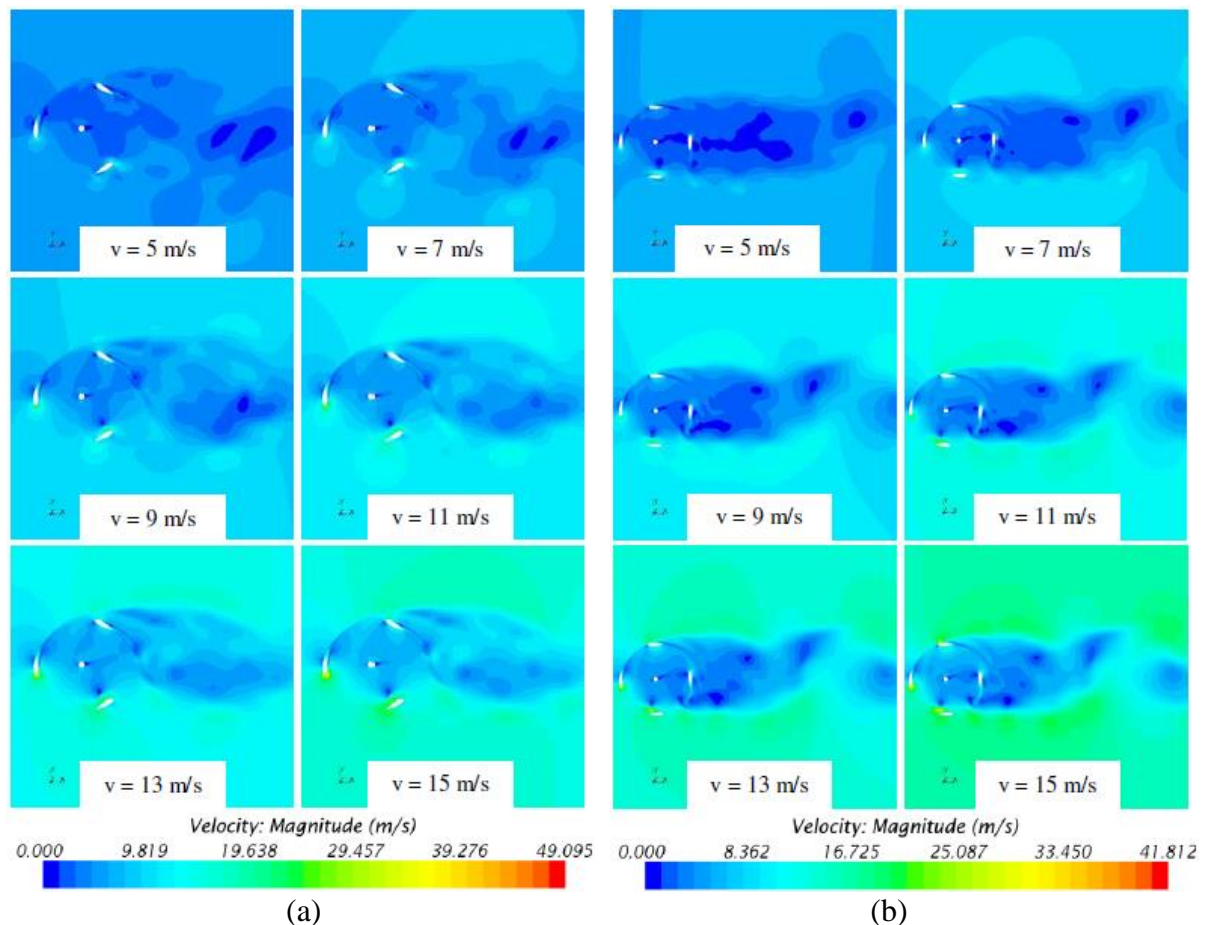 v = 5 m/s
v = 7 m/s
v = 5 m/s
v = 7 m/s
v = 9 m/s
v = 11 m/s
v = 9 m/s
v = 11 m/s
v = 13 m/s
v = 15 m/s
v = 13 m/s
v = 15 m/s
Velocity: Magnitude (m/s)
0.000 9.819 19.638 29.457 39.276 49.095
Velocity: Magnitude (m/s)
0.000 8.362 16.725 25.087 33.450 41.812
(a)
(b)